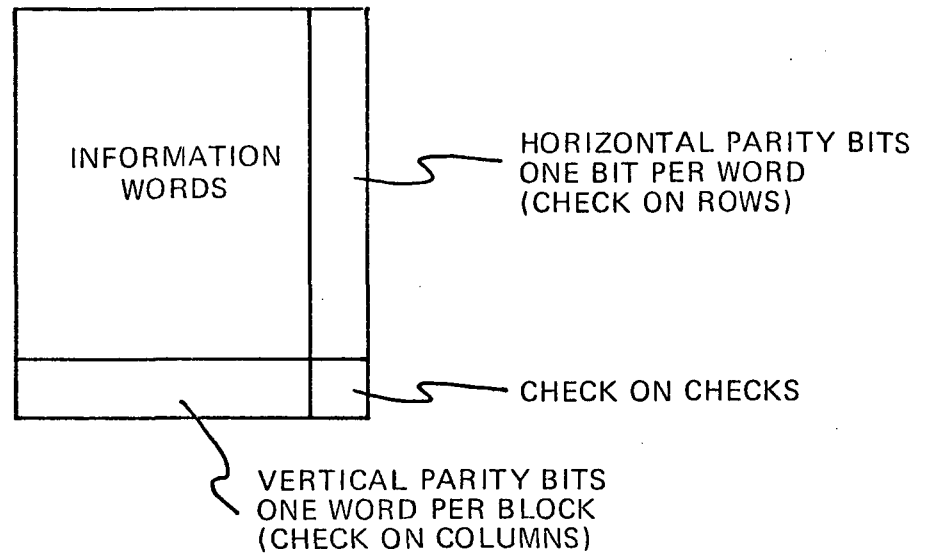 INFORMATION
WORDS
HORIZONTAL PARITY BITS
ONE BIT PER WORD
(CHECK ON ROWS)
CHECK ON CHECKS
VERTICAL PARITY BITS
ONE WORD PER BLOCK
(CHECK ON COLUMNS)